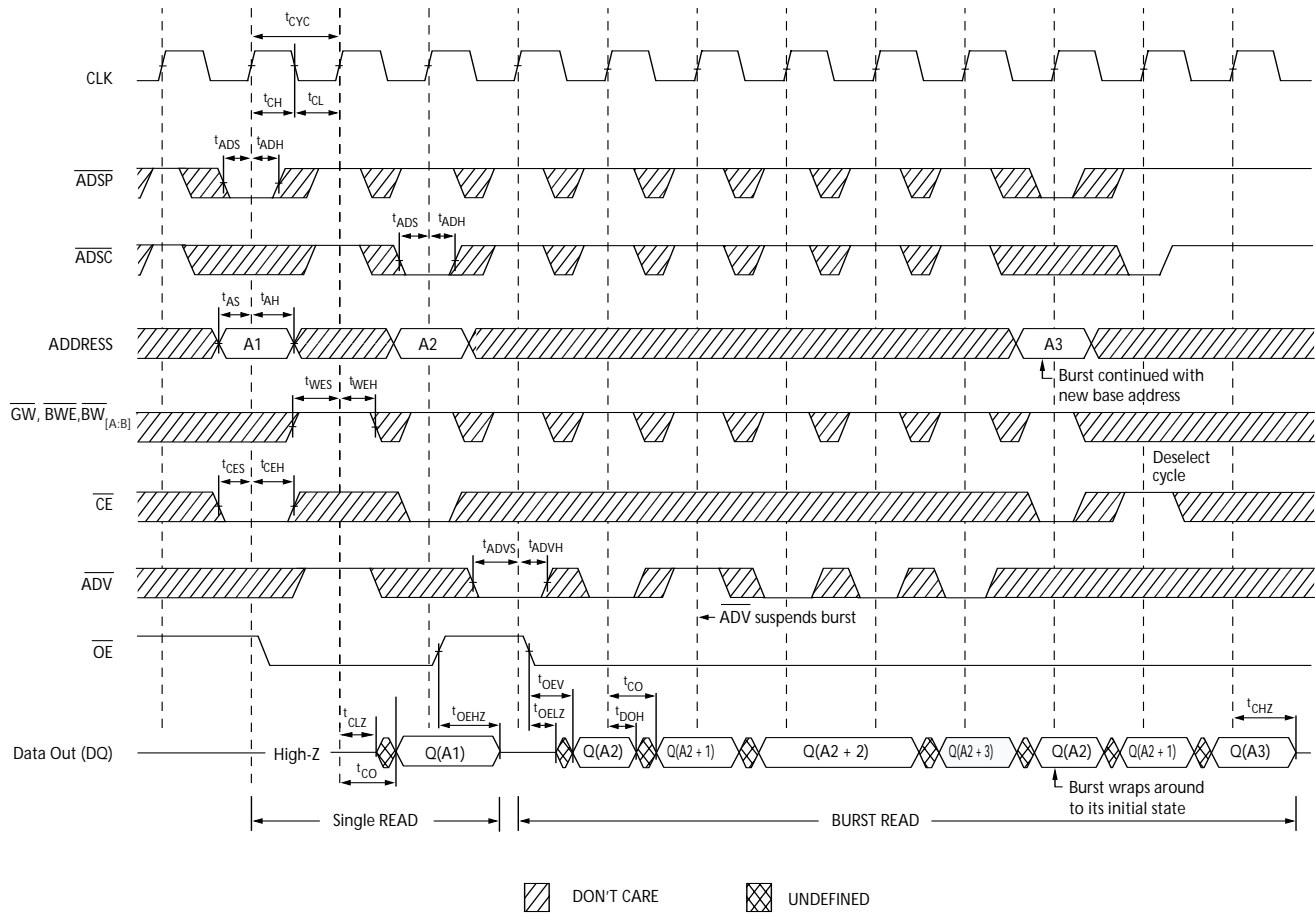 tCYC
CLK
tCH
tCL
tADS
tADH
ADSP
tADS
tADH
ADSC
tAS
tAH
ADDRESS
A1
A2
A3
Burst continued with
new base address
tWES
tWEH
GW, BWE,BW[A:B]
Deselect
cycle
tCES
tCEH
CE
tADVS
tADVH
ADV
ADV suspends burst
OE
tOEV
tCO
tCLZ
tOEHZ
tOELZ
tDOH
tCHZ
Data Out (DQ)
High-Z
Q(A1)
Q(A2)
Q(A2 + 1)
Q(A2 + 2)
Q(A2 + 3)
Q(A2)
Q(A2 + 1)
Q(A3)
tCO
Burst wraps around
to its initial state
Single READ
BURST READ
DON'T CARE
UNDEFINED